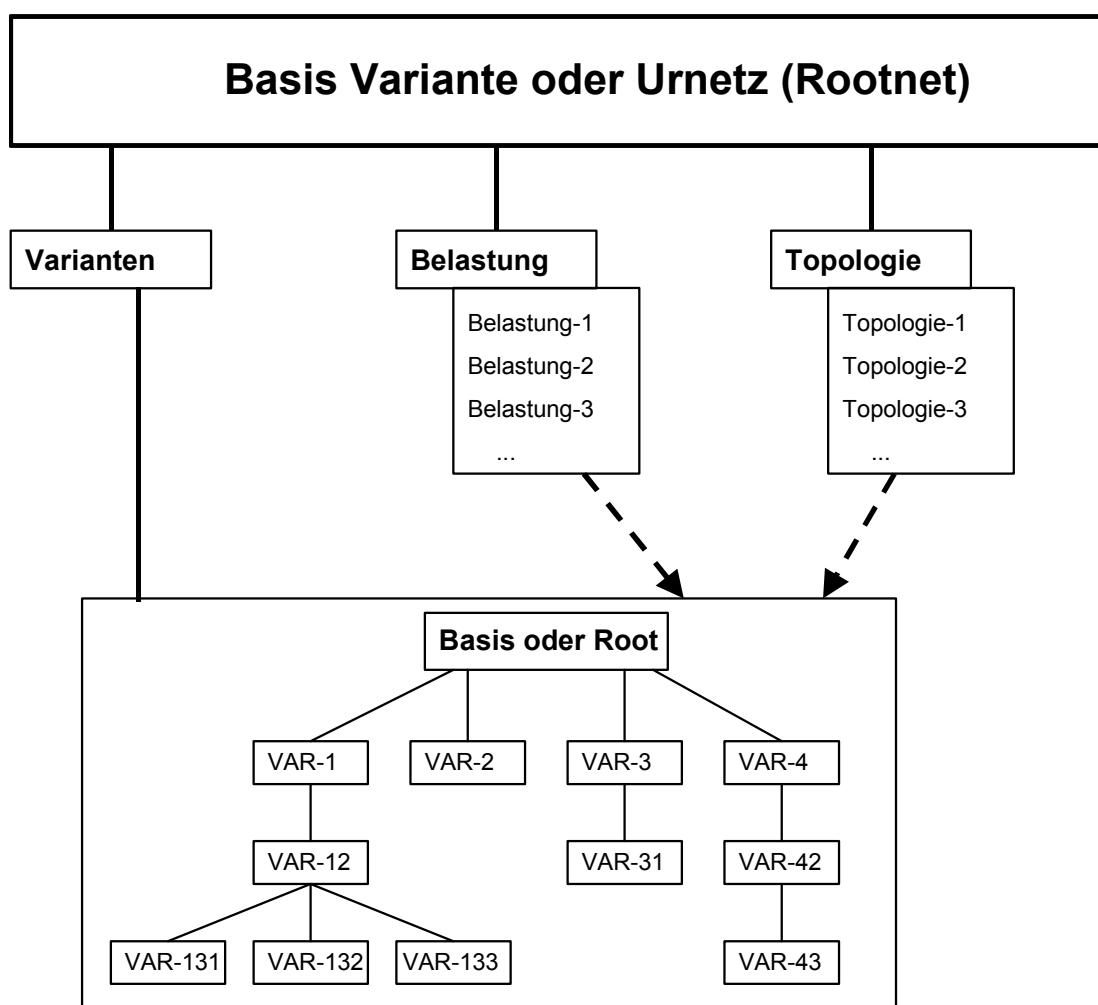 Basis Variante oder Urnetz (Rootnet)
Varianten
Belastung
Topologie
Belastung-1
Belastung-2
Belastung-3
...
Topologie-1
Topologie-2
Topologie-3
...
Basis oder Root
VAR-1
VAR-2
VAR-3
VAR-4
VAR-12
VAR-31
VAR-42
VAR-131
VAR-132
VAR-133
VAR-43